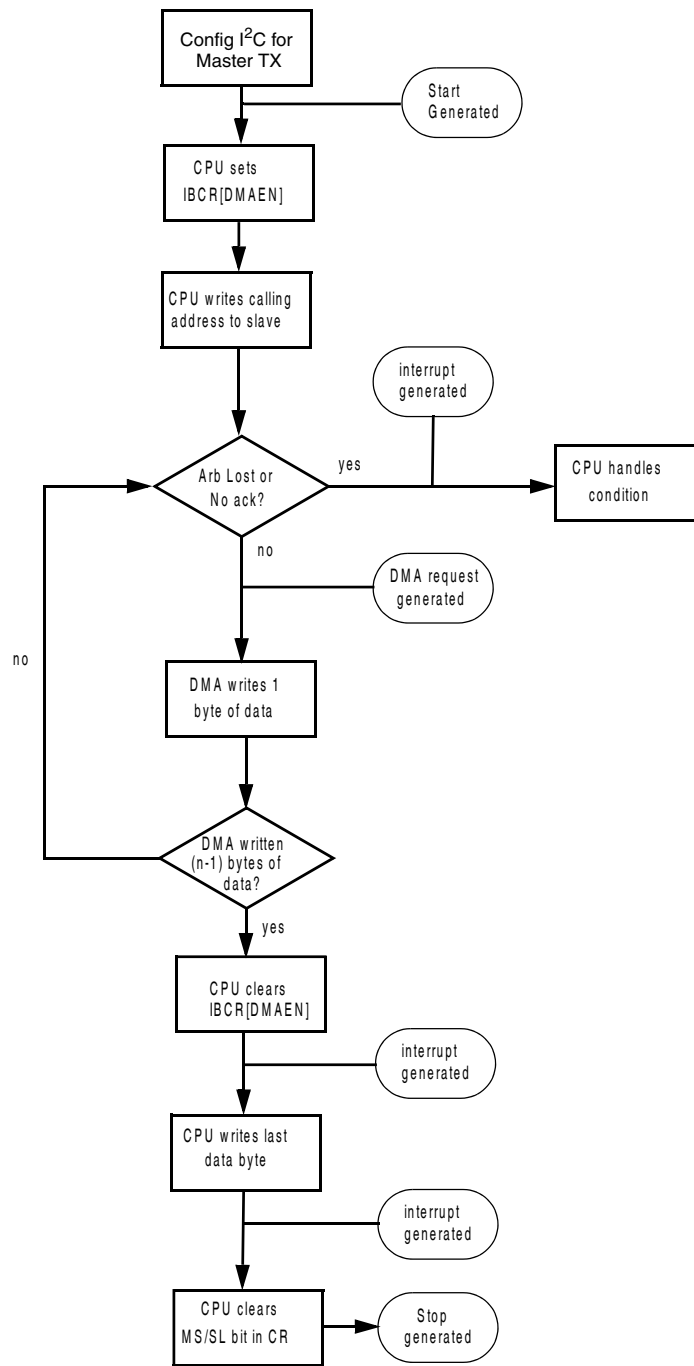 Config I²C for
Master TX
Start
Generated
CPU sets
IBCR[DMAEN]
CPU writes calling
address to slave
interrupt
generated
Arb Lost or
No ack?
yes
CPU handles
condition
no
DMA request
generated
no
DMA writes 1
byte of data
DMA written
(n-1) bytes of
data?
yes
CPU clears
IBCR[DMAEN]
interrupt
generated
CPU writes last
data byte
interrupt
generated
CPU clears
MS/SL bit in CR
Stop
generated